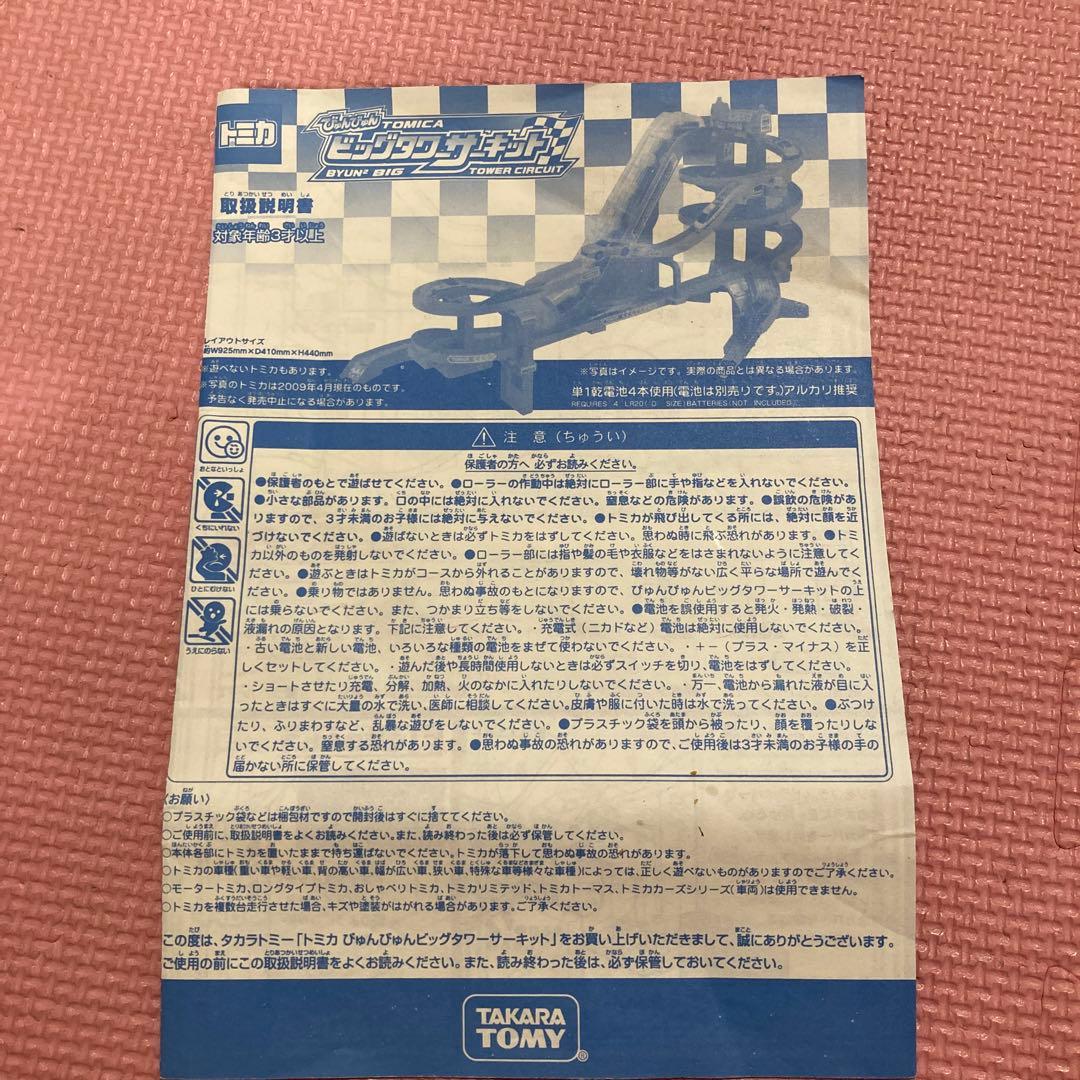 トミカ
びゅんびゅん TOMICA
ビッグタワーサーキット
BYUN² BIG TOWER CIRCUIT
取扱説明書
対象年齢3才以上
レイアウトサイズ
約W925mm×D410mm×H440mm
※遊べないトミカもあります。
※写真のトミカは2009年4月現在のものです。
予告なく発売中止になる場合があります。
※写真はイメージです。実際の商品とは異なる場合があります。
単1乾電池4本使用(電池は別売りです。)アルカリ推奨
REQUIRES 4 LR20(D SIZE)BATTERIES(NOT INCLUDED).
おとなといっしょ
くちにいれない
ひとにむけない
うえにのらない
注意(ちゅうい)
保護者の方へ 必ずお読みください。
●保護者のもとで遊ばせてください。●ローラーの作動中は絶対にローラー部に手や指などを入れないでください。
●小さな部品があります。口の中には絶対に入れないでください。窒息などの危険があります。●誤飲の危険があ
りますので、3才未満のお子様には絶対に与えないでください。●トミカが飛び出してくる所には、絶対に顔を近
づけないでください。●遊ばないときは必ずトミカをはずしてください。思わぬ時に飛ぶ恐れがあります。●トミ
カ以外のものを発射しないでください。●ローラー部には指や髪の毛や衣服などをはさまれないように注意してく
ださい。●遊ぶときはトミカがコースから外れることがありますので、壊れ物等がない広く平らな場所で遊んでく
ださい。●乗り物ではありません。思わぬ事故のもとになりますので、びゅんびゅんビッグタワーサーキットの上
には乗らないでください。また、つかまり立ち等をしないでください。●電池を誤使用すると発火・発熱・破裂・
液漏れの原因となります。下記に注意してください。・充電式(ニカドなど)電池は絶対に使用しないでください。
・古い電池と新しい電池、いろいろな種類の電池をまぜて使わないでください。・+−(プラス・マイナス)を正
しくセットしてください。・遊んだ後や長時間使用しないときは必ずスイッチを切り、電池をはずしてください。
・ショートさせたり充電、分解、加熱、火のなかに入れたりしないでください。・万一、電池から漏れた液が目に入
ったときはすぐに大量の水で洗い、医師に相談してください。皮膚や服に付いた時は水で洗ってください。●ぶつけ
たり、ふりまわすなど、乱暴な遊びをしないでください。●プラスチック袋を頭から被ったり、顔を覆ったりしな
いでください。窒息する恐れがあります。●思わぬ事故の恐れがありますので、ご使用後は3才未満のお子様の手の
届かない所に保管してください。
〈お願い〉
○プラスチック袋などは梱包材ですので開封後はすぐに捨ててください。
○ご使用前に、取扱説明書をよくお読みください。また、読み終わった後は必ず保管してください。
○本体各部にトミカを置いたままで持ち運ばないでください。トミカが落下して思わぬ事故の恐れがあります。
○トミカの車種(重い車や軽い車、背の高い車、幅が広い車、狭い車、特殊な車等様々な車種)によっては、正しく遊べないものがありますのでご了承ください。
○モータートミカ、ロングタイプトミカ、おしゃべりトミカ、トミカリミテッド、トミカトーマス、トミカカーズシリーズ(車両)は使用できません。
○トミカを複数台走行させた場合、キズや塗装がはがれる場合があります。ご了承ください。
この度は、タカラトミー「トミカ びゅんびゅんビッグタワーサーキット」をお買い上げいただきまして、誠にありがとうございます。
ご使用の前にこの取扱説明書をよくお読みください。また、読み終わった後は、必ず保管しておいてください。
TAKARA
TOMY®